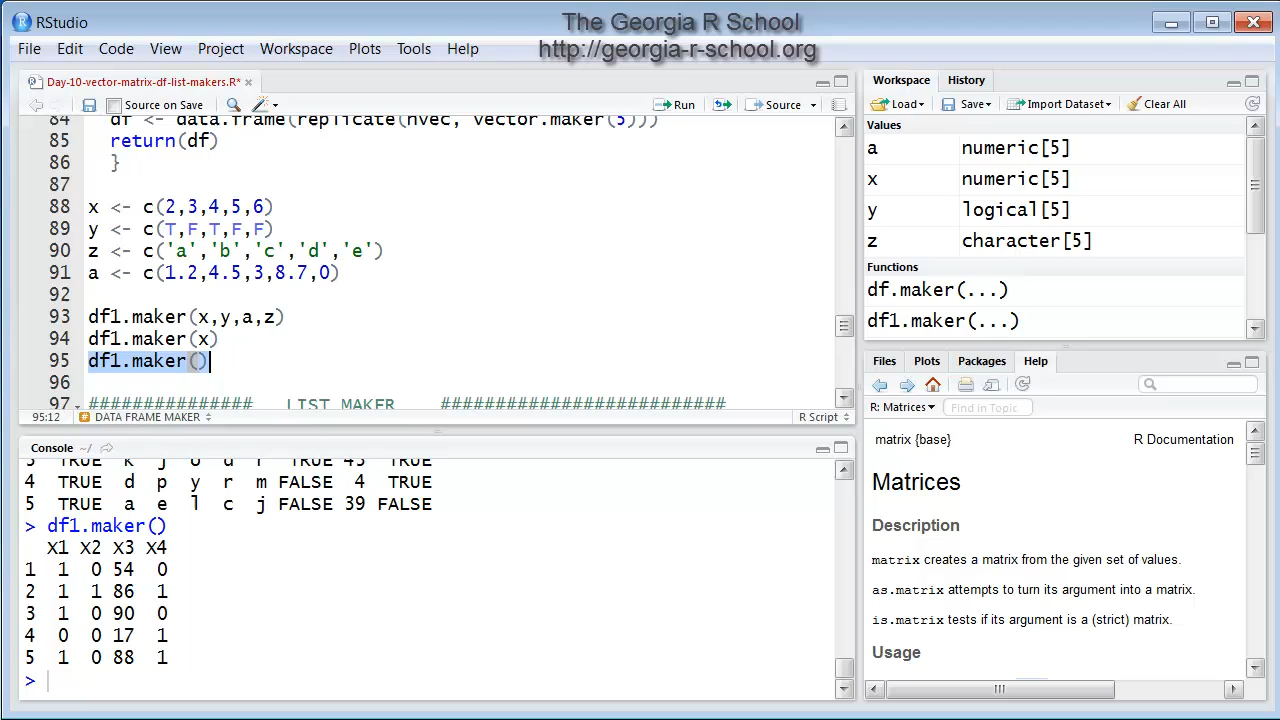 RStudio
The Georgia R School
http://georgia-r-school.org
File Edit Code View Project Workspace Plots Tools Help
Day-10-vector-matrix-df-list-makers.R*
Source on Save Run Source
84 df <- data.frame(replicate(nvec, vector.maker(5)))
85 return(df)
86 }
87
88 x <- c(2,3,4,5,6)
89 y <- c(T,F,T,F,F)
90 z <- c('a','b','c','d','e')
91 a <- c(1.2,4.5,3,8.7,0)
92
93 df1.maker(x,y,a,z)
94 df1.maker(x)
95 df1.maker()
96
97 ############### LIST MAKER ##########################
95:12 DATA FRAME MAKER R Script
Console ~/
TRUE k j o d r TRUE 45 TRUE
4 TRUE d p y r m FALSE 4 TRUE
5 TRUE a e l c j FALSE 39 FALSE
> df1.maker()
X1 X2 X3 X4
1 1 0 54 0
2 1 1 86 1
3 1 0 90 0
4 0 0 17 1
5 1 0 88 1
>
Workspace History
Load Save Import Dataset Clear All
Values
a numeric[5]
x numeric[5]
y logical[5]
z character[5]
Functions
df.maker(...)
df1.maker(...)
Files Plots Packages Help
R: Matrices Find in Topic
matrix {base} R Documentation
Matrices
Description
matrix creates a matrix from the given set of values.
as.matrix attempts to turn its argument into a matrix.
is.matrix tests if its argument is a (strict) matrix.
Usage